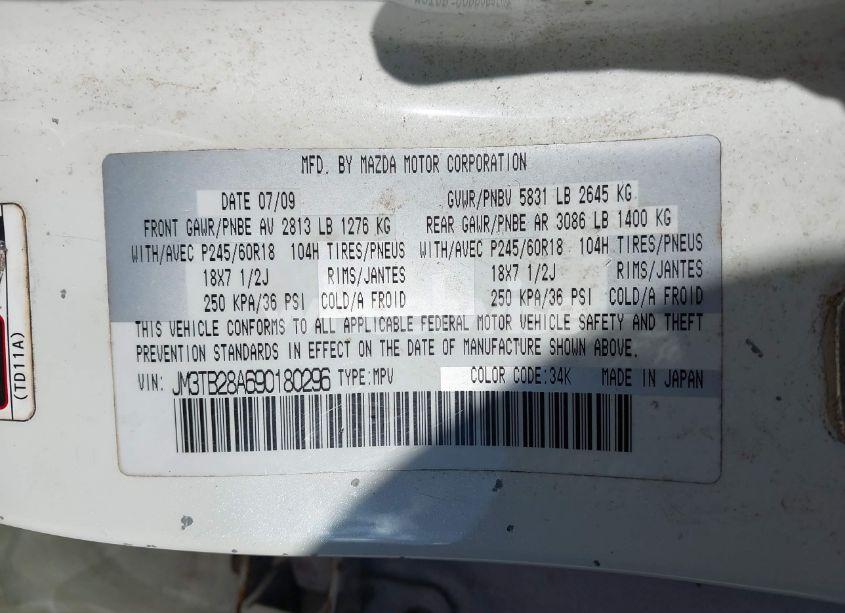 MFD. BY MAZDA MOTOR CORPORATION
DATE 07/09 GVWR/PNBV 5831 LB 2645 KG
FRONT GAWR/PNBE AV 2813 LB 1276 KG REAR GAWR/PNBE AR 3086 LB 1400 KG
WITH/AVEC P245/60R18 104H TIRES/PNEUS WITH/AVEC P245/60R18 104H TIRES/PNEUS
18X7 1/2J RIMS/JANTES 18X7 1/2J RIMS/JANTES
250 KPA/36 PSI COLD/A FROID 250 KPA/36 PSI COLD/A FROID
THIS VEHICLE CONFORMS TO ALL APPLICABLE FEDERAL MOTOR VEHICLE SAFETY AND THEFT
PREVENTION STANDARDS IN EFFECT ON THE DATE OF MANUFACTURE SHOWN ABOVE.
VIN: JM3TB28A690180296 TYPE:MPV COLOR CODE:34K MADE IN JAPAN
(TD11A)